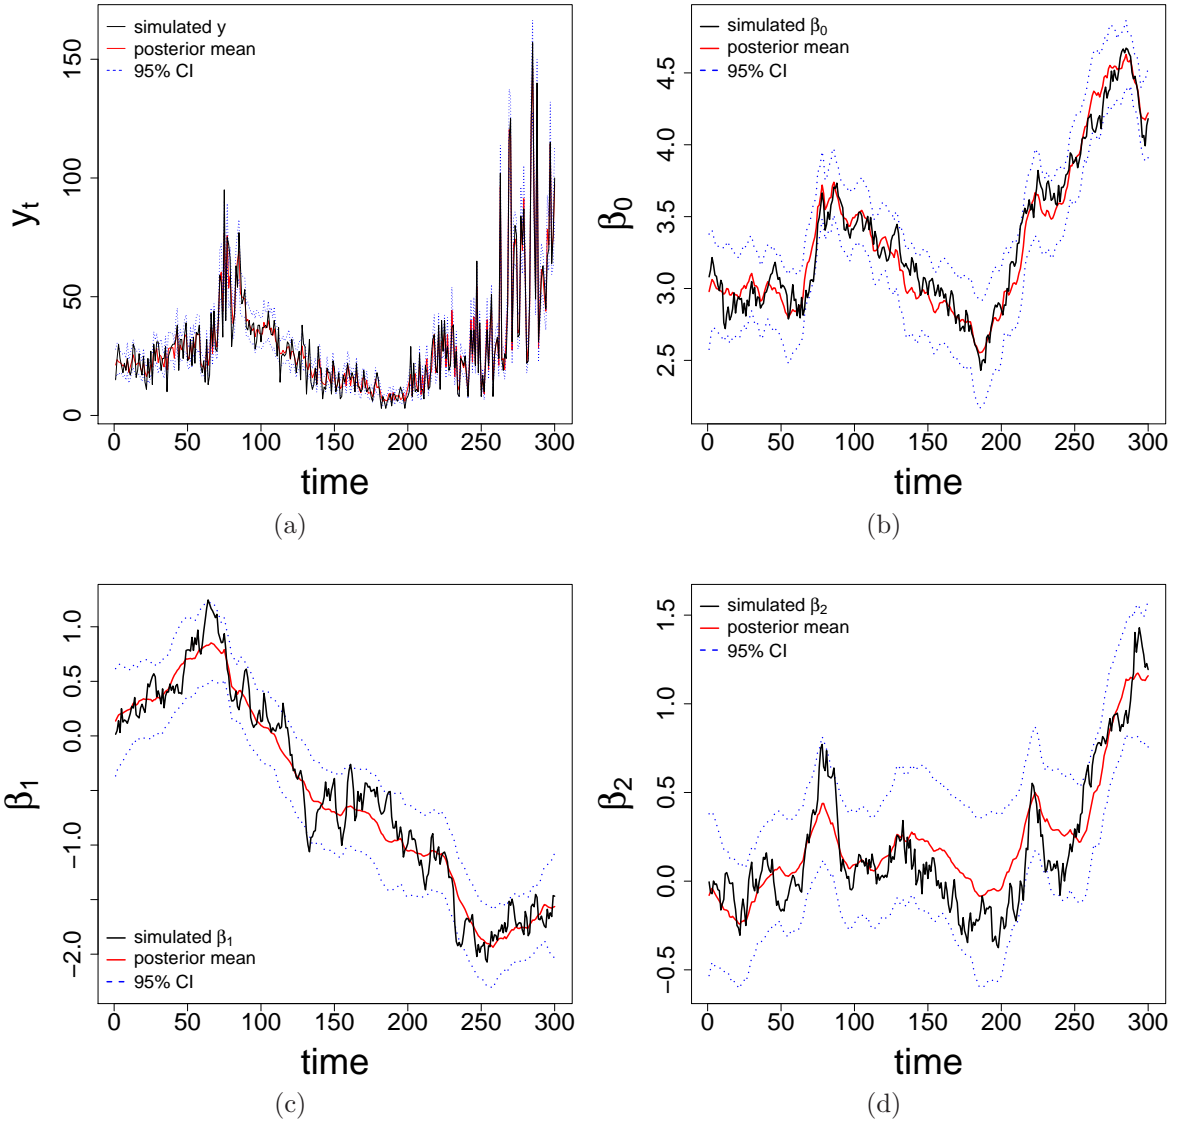 simulated y
posterior mean
95% CI
150
100
50
0
y_t
0 50 100 150 200 250 300
time
(a)
simulated β₀
posterior mean
95% CI
4.5
4.0
3.5
3.0
2.5
β₀
0 50 100 150 200 250 300
time
(b)
1.0
0.5
0.0
−1.0
−2.0
β₁
simulated β₁
posterior mean
95% CI
0 50 100 150 200 250 300
time
(c)
simulated β₂
posterior mean
95% CI
1.5
1.0
0.5
0.0
−0.5
β₂
0 50 100 150 200 250 300
time
(d)